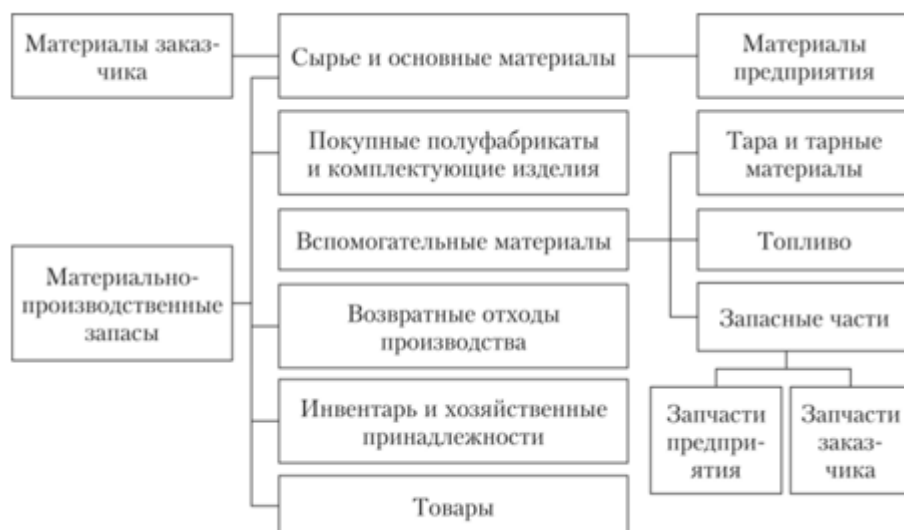 Материалы заказ-
чика
Сырье и основные материалы
Материалы
предприятия
Покупные полуфабрикаты
и комплектующие изделия
Тара и тарные
материалы
Вспомогательные материалы
Топливо
Материально-
производственные
запасы
Возвратные отходы
производства
Запасные части
Инвентарь и хозяйственные
принадлежности
Запчасти
предпри-
ятия
Запчасти
заказ-
чика
Товары